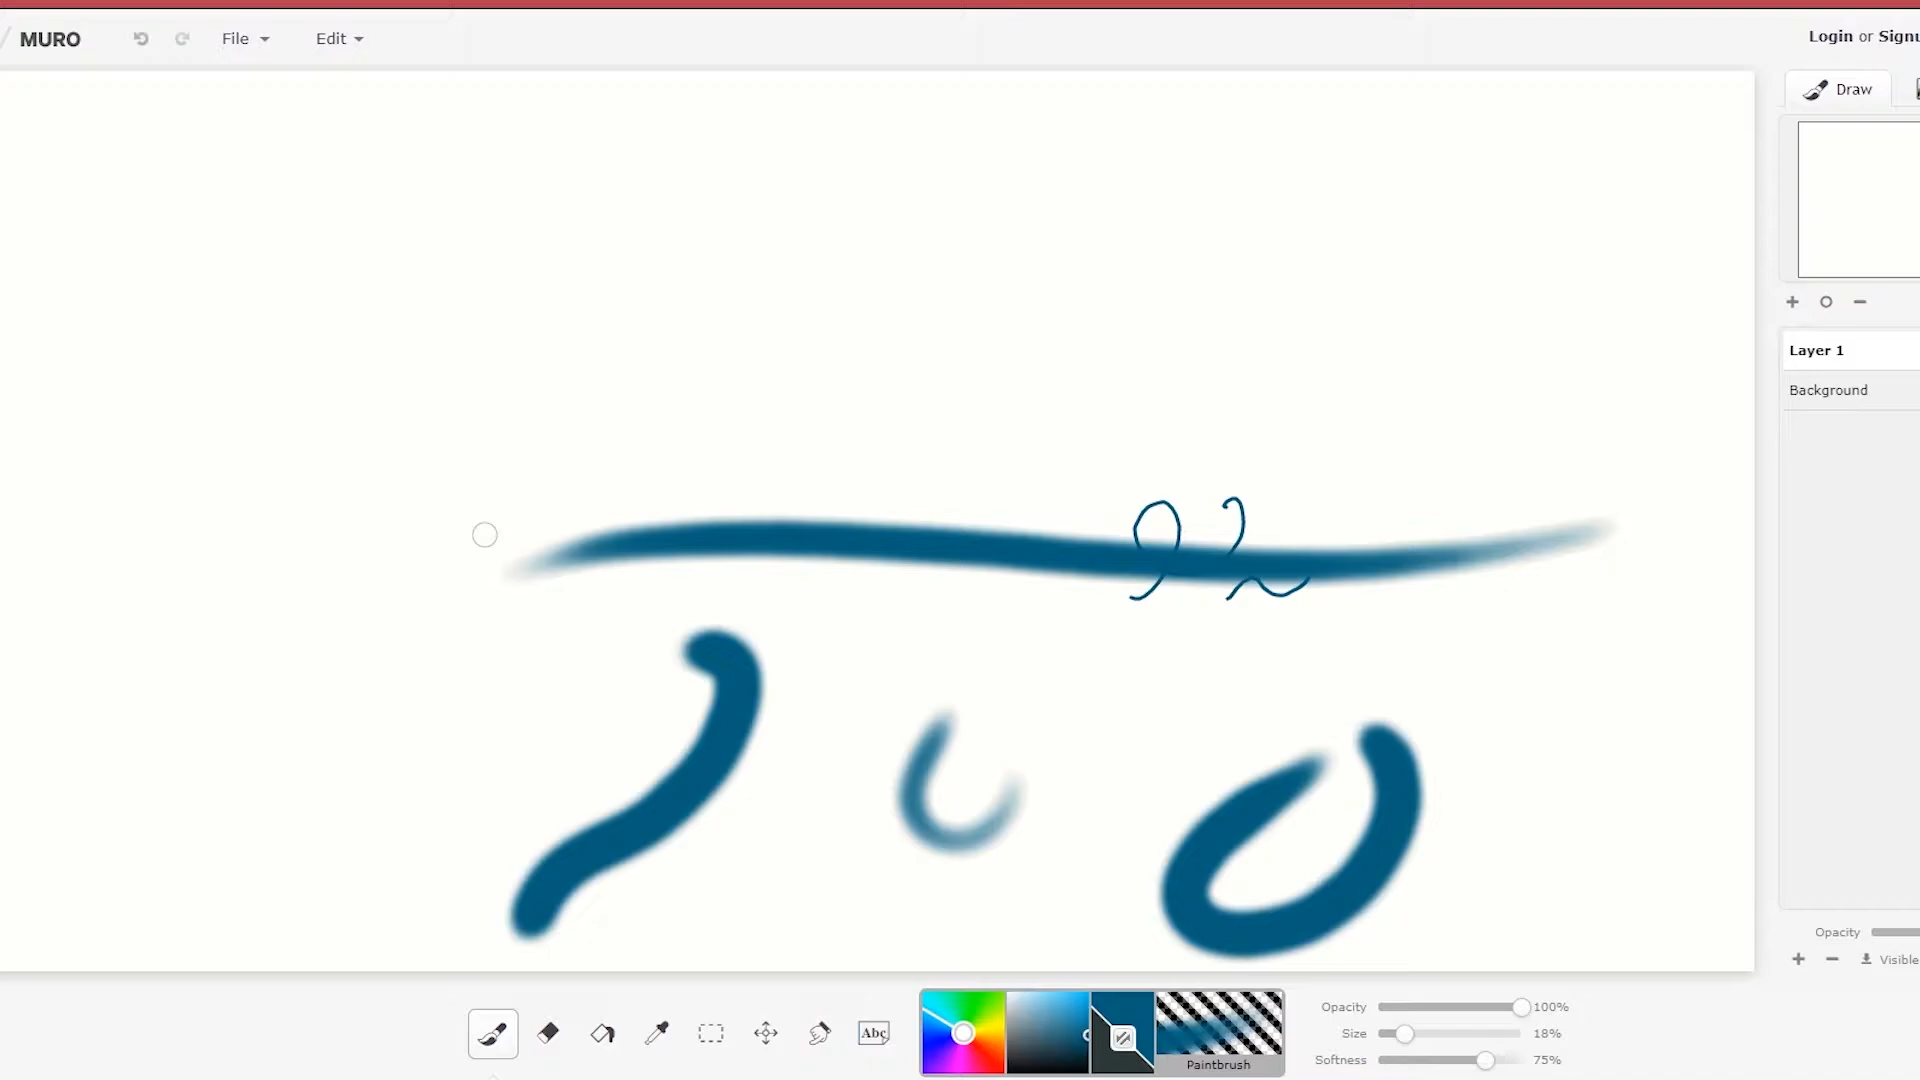 MURO File Edit Login or Signu
Draw
Layer 1
Background
Opacity
Visible
Abc
Paintbrush
Opacity 100%
Size 18%
Softness 75%